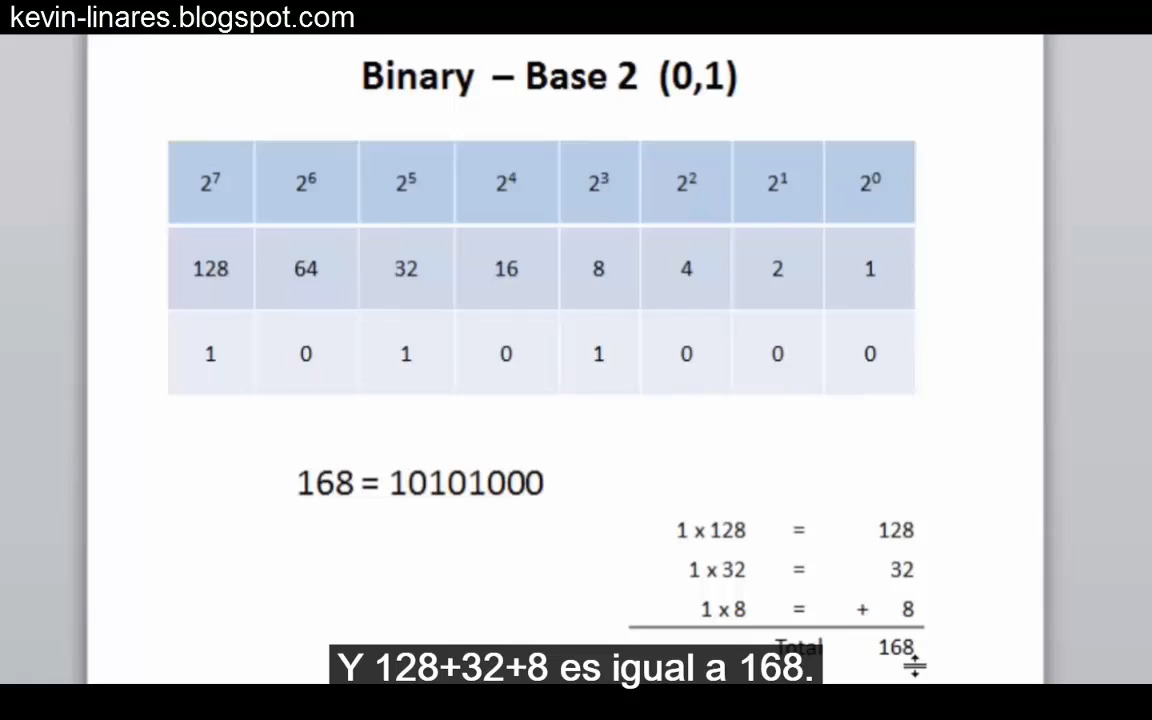 kevin-linares.blogspot.com
Binary – Base 2 (0,1)
2⁷ 2⁶ 2⁵ 2⁴ 2³ 2² 2¹ 2⁰
128 64 32 16 8 4 2 1
1 0 1 0 1 0 0 0
168 = 10101000
1 x 128 = 128
1 x 32 = 32
1 x 8 = + 8
Total 168
Y 128+32+8 es igual a 168.